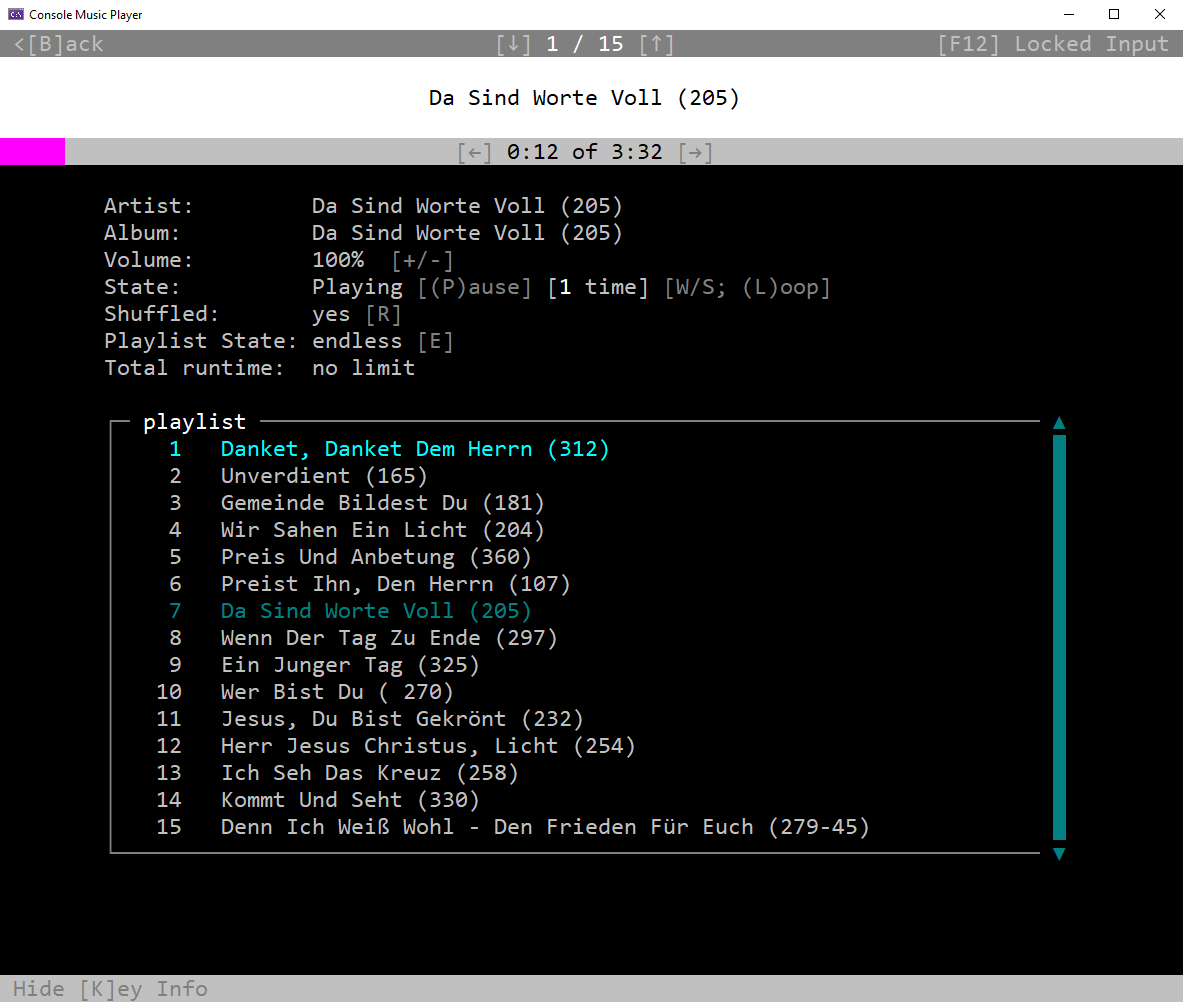 Console Music Player
<[B]ack [↓] 1 / 15 [↑] [F12] Locked Input
Da Sind Worte Voll (205)
[←] 0:12 of 3:32 [→]
Artist: Da Sind Worte Voll (205)
Album: Da Sind Worte Voll (205)
Volume: 100% [+/-]
State: Playing [(P)ause] [1 time] [W/S; (L)oop]
Shuffled: yes [R]
Playlist State: endless [E]
Total runtime: no limit
playlist
1 Danket, Danket Dem Herrn (312)
2 Unverdient (165)
3 Gemeinde Bildest Du (181)
4 Wir Sahen Ein Licht (204)
5 Preis Und Anbetung (360)
6 Preist Ihn, Den Herrn (107)
7 Da Sind Worte Voll (205)
8 Wenn Der Tag Zu Ende (297)
9 Ein Junger Tag (325)
10 Wer Bist Du ( 270)
11 Jesus, Du Bist Gekrönt (232)
12 Herr Jesus Christus, Licht (254)
13 Ich Seh Das Kreuz (258)
14 Kommt Und Seht (330)
15 Denn Ich Weiß Wohl - Den Frieden Für Euch (279-45)
Hide [K]ey Info